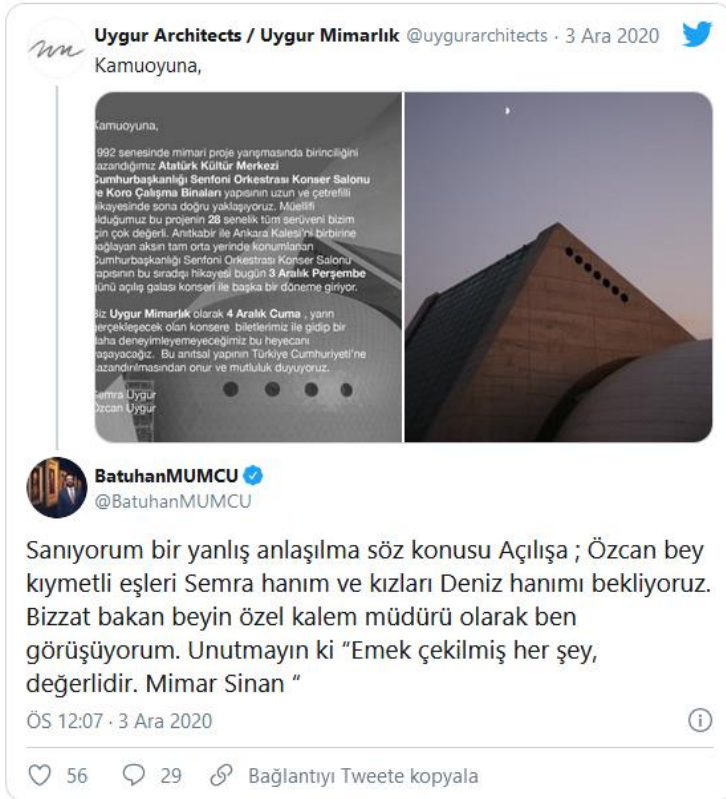 Uygur Architects / Uygur Mimarlık @uygurarchitects · 3 Ara 2020
Kamuoyuna,
Kamuoyuna,
992 senesinde mimari proje yarışmasında birinciliğini
kazandığımız Atatürk Kültür Merkezi
Cumhurbaşkanlığı Senfoni Orkestrası Konser Salonu
ve Koro Çalışma Binaları yapısının uzun ve çetrefilli
hikayesinde sona doğru yaklaşıyoruz. Müellifi
olduğumuz bu projenin 28 senelik tüm serüveni bizim
için çok değerli. Anıtkabir ile Ankara Kalesi'ni birbirine
bağlayan aksın tam orta yerinde konumlanan
Cumhurbaşkanlığı Senfoni Orkestrası Konser Salonu
yapısının bu sıradışı hikayesi bugün 3 Aralık Perşembe
günü açılış galası konseri ile başka bir döneme giriyor.
Biz Uygur Mimarlık olarak 4 Aralık Cuma , yarın
gerçekleşecek olan konsere biletlerimiz ile gidip bir
daha deneyimleyemeyeceğimiz bu heyecanı
yaşayacağız. Bu anıtsal yapının Türkiye Cumhuriyeti'ne
kazandırılmasından onur ve mutluluk duyuyoruz.
Semra Uygur
Özcan Uygur
BatuhanMUMCU
@BatuhanMUMCU
Sanıyorum bir yanlış anlaşılma söz konusu Açılışa ; Özcan bey
kıymetli eşleri Semra hanım ve kızları Deniz hanımı bekliyoruz.
Bizzat bakan beyin özel kalem müdürü olarak ben
görüşüyorum. Unutmayın ki “Emek çekilmiş her şey,
değerlidir. Mimar Sinan “
ÖS 12:07 · 3 Ara 2020
56 29 Bağlantıyı Tweete kopyala